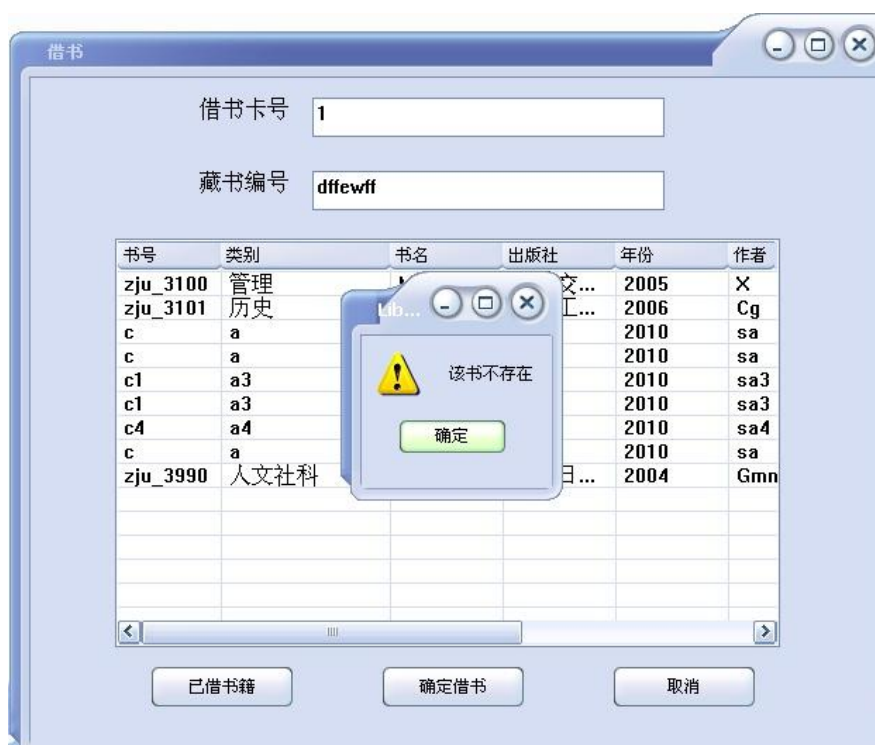 借书
借书卡号 1
藏书编号 dffewff
书号 类别 书名 出版社 年份 作者
zju_3100 管理 交... 2005 X
zju_3101 历史 工... 2006 Cg
c a 2010 sa
c a 2010 sa
c1 a3 2010 sa3
c1 a3 2010 sa3
c4 a4 2010 sa4
c a 2010 sa
zju_3990 人文社科 日... 2004 Gmn
Lib...
该书不存在
确定
已借书籍 确定借书 取消